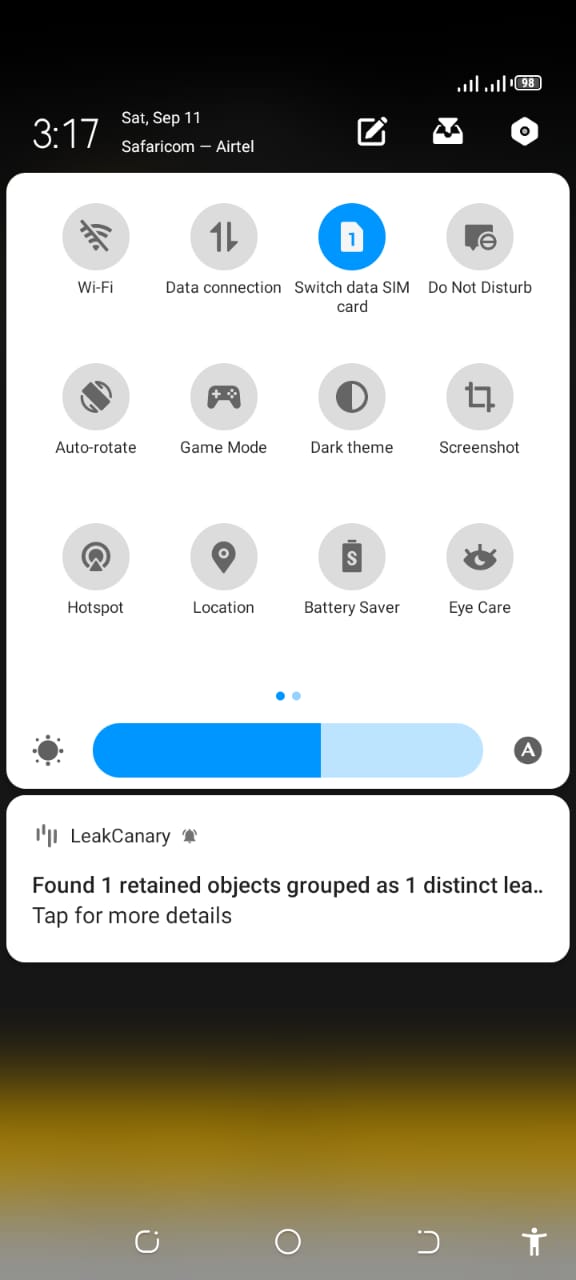 98
3:17
Sat, Sep 11
Safaricom — Airtel
1
Wi-Fi
Data connection
Switch data SIM
card
Do Not Disturb
Auto-rotate
Game Mode
Dark theme
Screenshot
S
Hotspot
Location
Battery Saver
Eye Care
A
LeakCanary
Found 1 retained objects grouped as 1 distinct lea..
Tap for more details